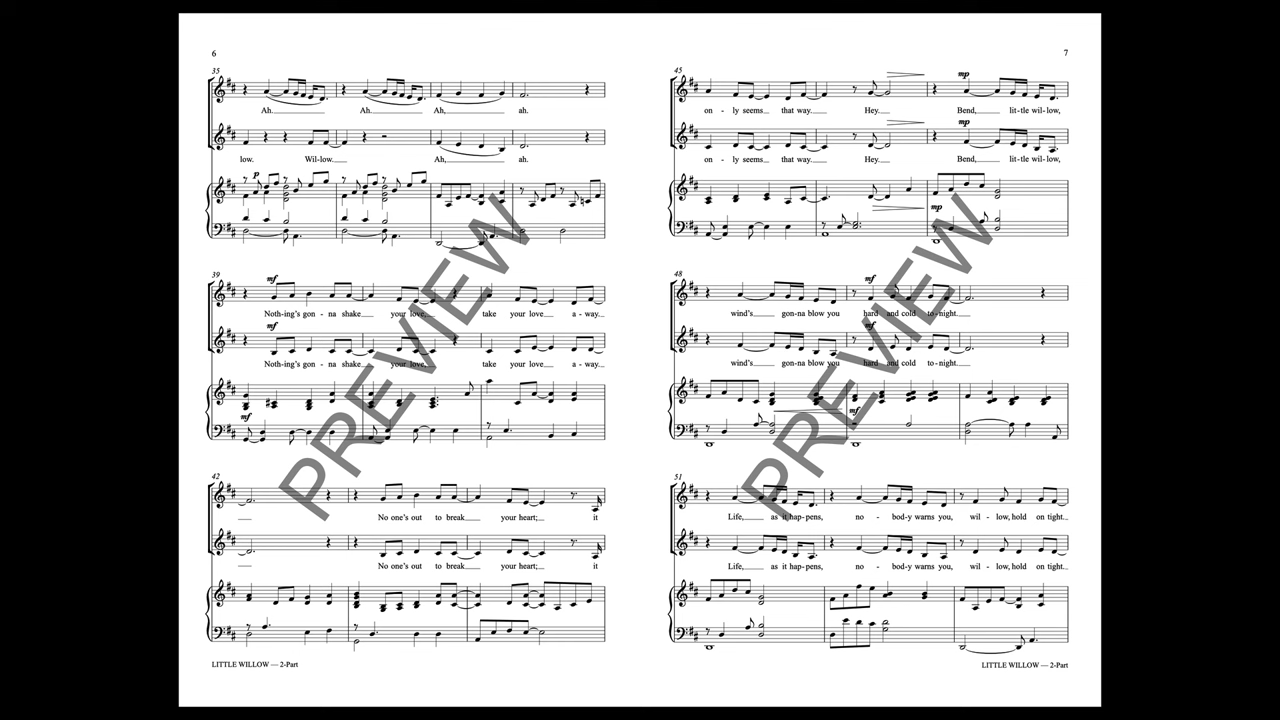 6
35
Ah. Ah. Ah, ah.
low. Wil-low. Ah, ah.
p
39
mf
Noth-ing's gon - na shake your love, take your love a - way.
mf
Noth-ing's gon - na shake your love, take your love a - way.
mf
42
No one's out to break your heart; it
No one's out to break your heart; it
LITTLE WILLOW — 2-Part
PREVIEW
7
45
mp
on - ly seems that way. Hey. Bend, lit-tle wil-low,
mp
on - ly seems that way. Hey. Bend, lit-tle wil-low,
mp
48
mf
wind's gon-na blow you hard and cold to-night.
mf
wind's gon-na blow you hard and cold to-night.
mf
51
Life, as it hap-pens, no - bod-y warns you, wil - low, hold on tight.
Life, as it hap-pens, no - bod-y warns you, wil - low, hold on tight.
LITTLE WILLOW — 2-Part
PREVIEW